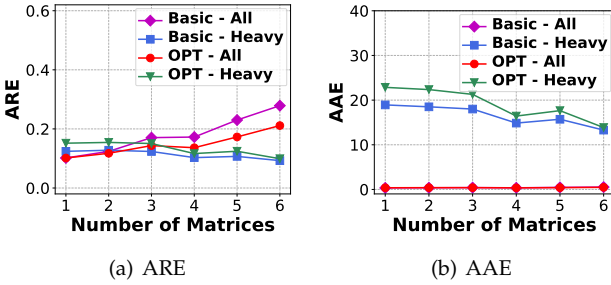 0.6
0.4
0.2
0.0
ARE
Basic - All
Basic - Heavy
OPT - All
OPT - Heavy
1 2 3 4 5 6
Number of Matrices
(a) ARE
40
30
20
10
0
AAE
Basic - All
Basic - Heavy
OPT - All
OPT - Heavy
1 2 3 4 5 6
Number of Matrices
(b) AAE